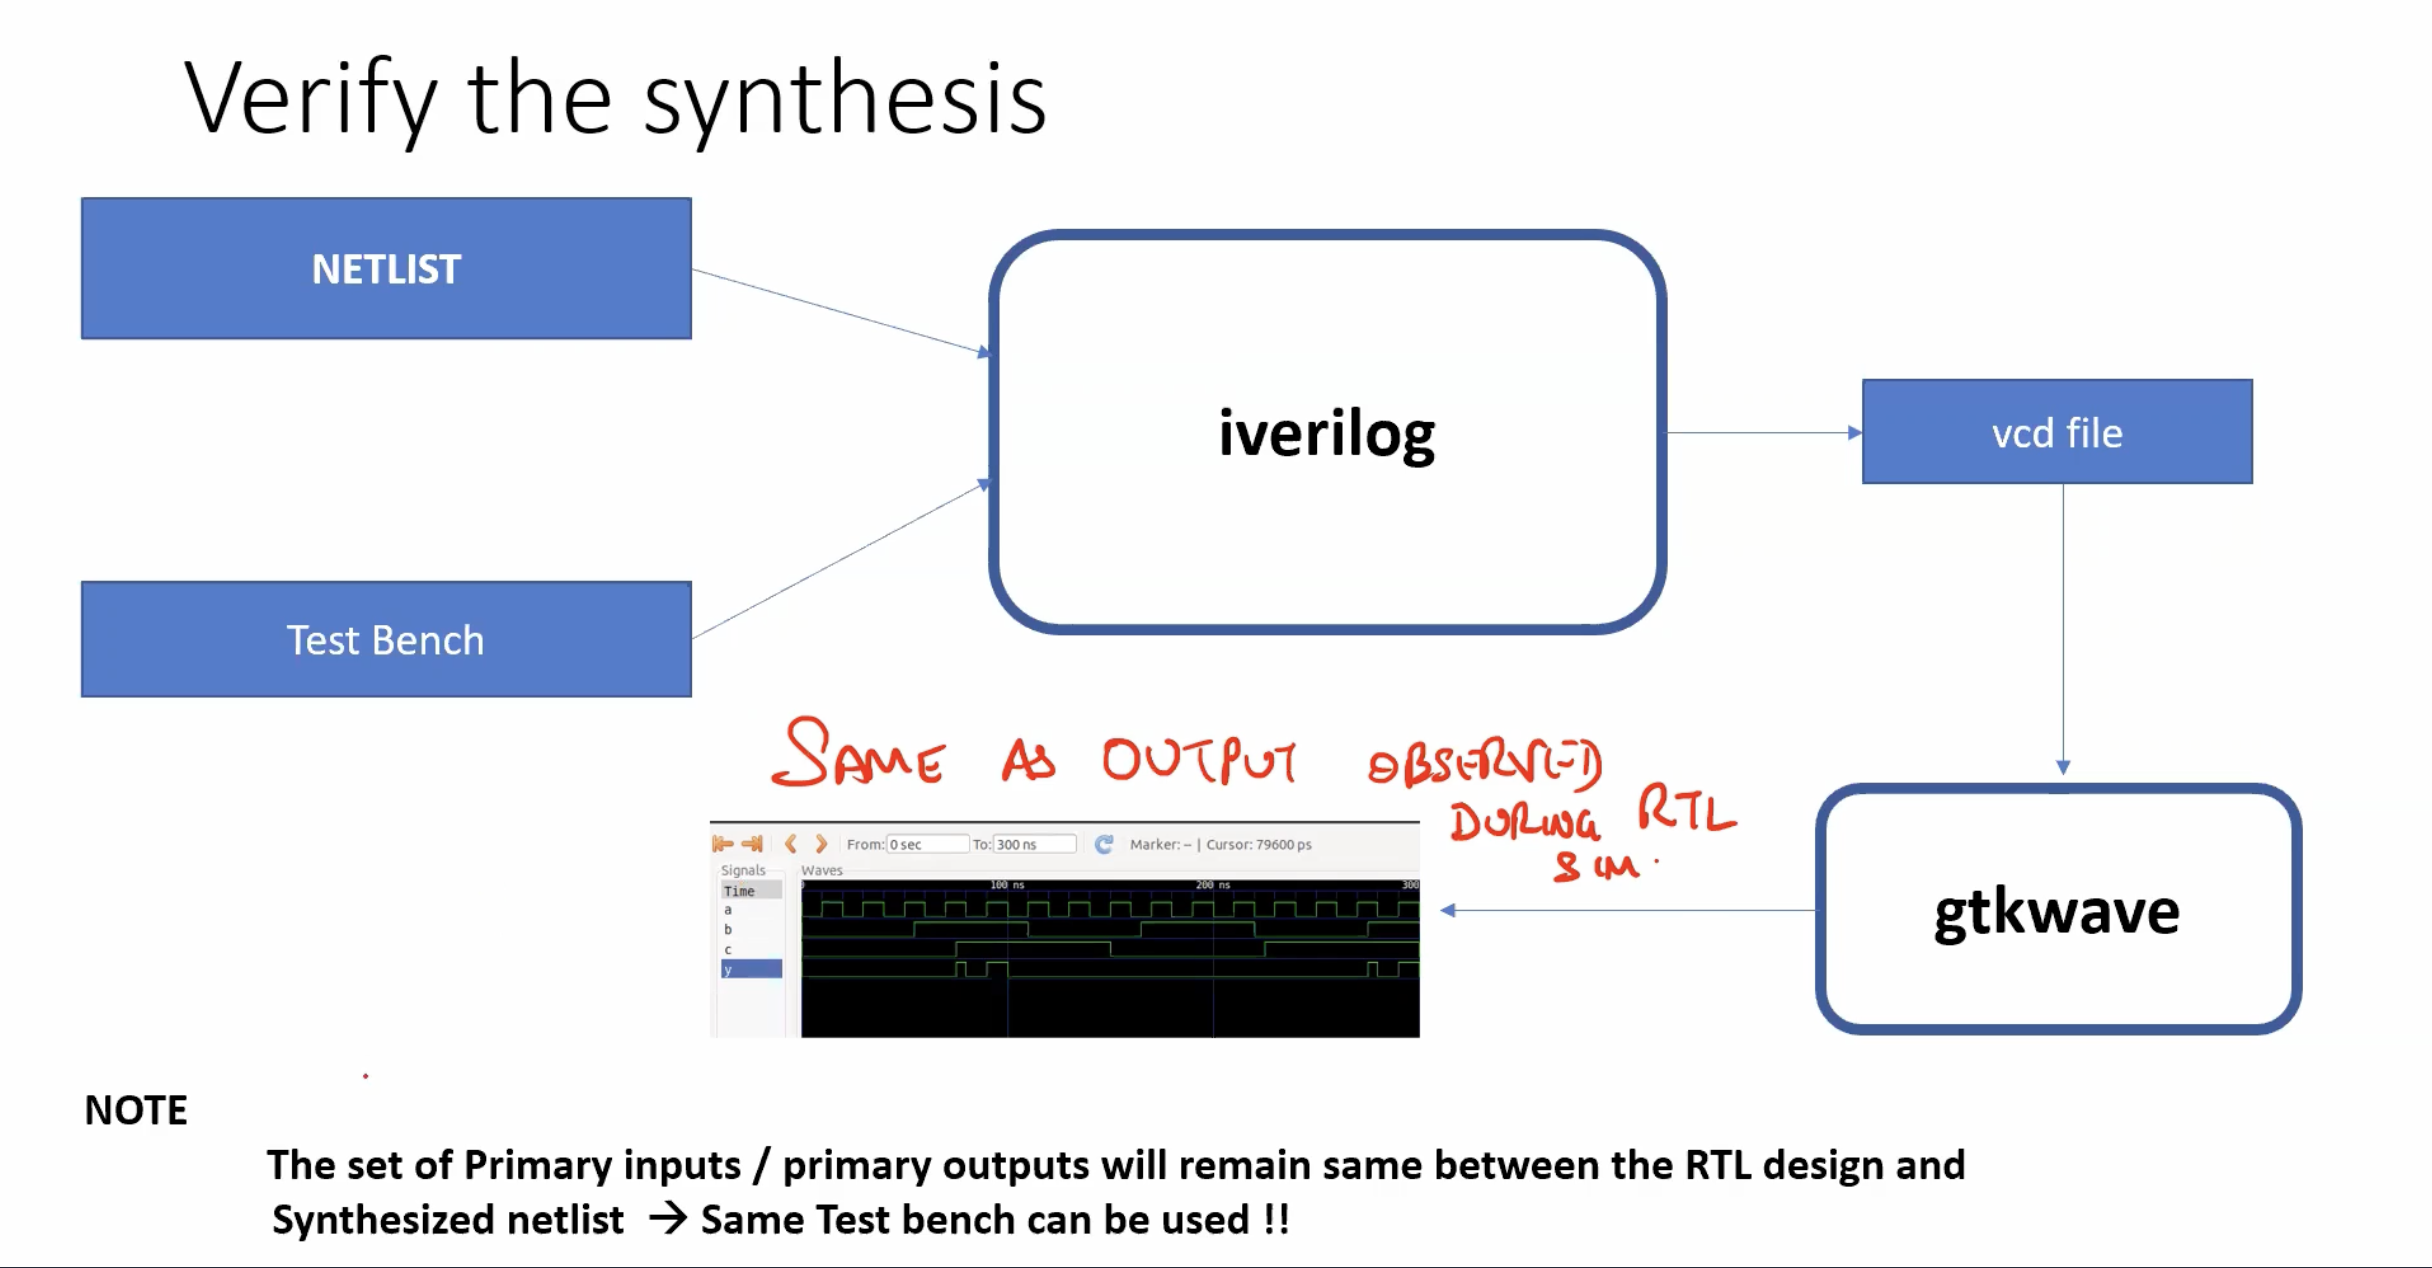 Verify the synthesis
NETLIST
iverilog
vcd file
Test Bench
SAME AS OUTPUT OBSERVED
DURING RTL
SIM.
From: 0 sec To: 300 ns Marker: -- | Cursor: 79600 ps
Signals Waves
Time
100 ns 200 ns 300
a
b
c
y
gtkwave
NOTE
The set of Primary inputs / primary outputs will remain same between the RTL design and
Synthesized netlist → Same Test bench can be used !!